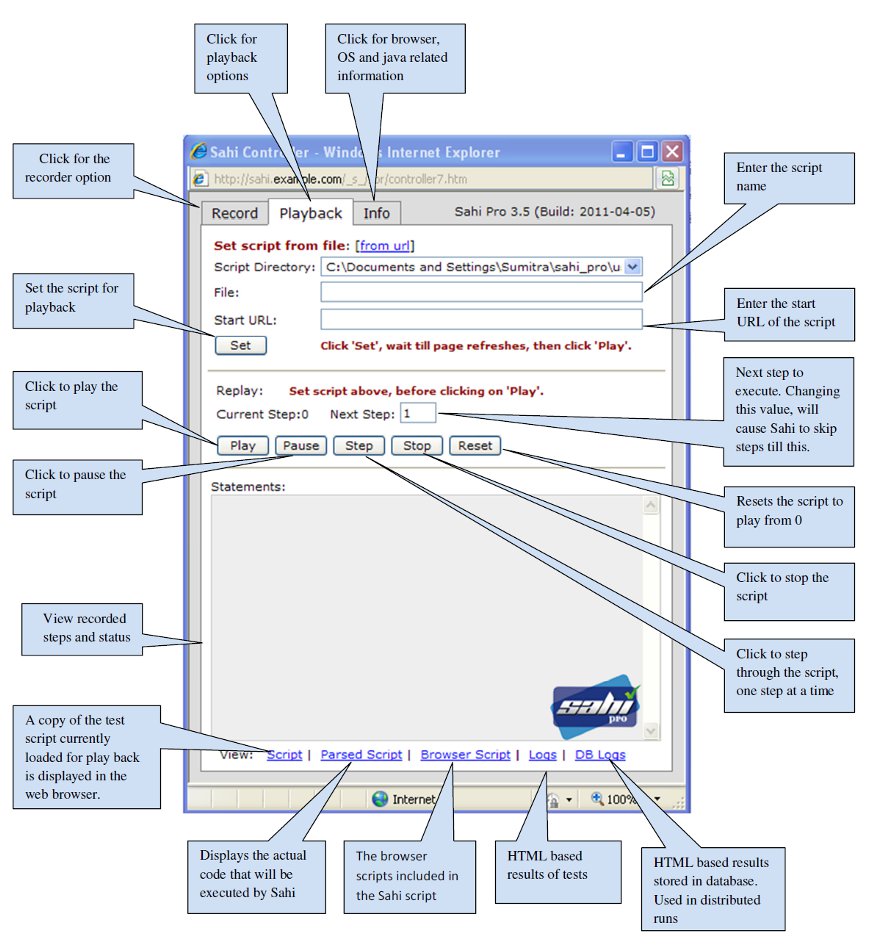 Click for
playback
options
Click for browser,
OS and java related
information
Click for the
recorder option
Sahi Controller - Windows Internet Explorer
http://sahi.example.com/_s_/
controller7.htm
Record
Playback
Info
Sahi Pro 3.5 (Build: 2011-04-05)
Enter the script
name
Set script from file: [from url]
Script Directory: C:\Documents and Settings\Sumitra\sahi_pro\u
File:
Set the script for
playback
Start URL:
Enter the start
URL of the script
Set
Click 'Set', wait till page refreshes, then click 'Play'.
Click to play the
script
Replay: Set script above, before clicking on 'Play'.
Current Step:0 Next Step: 1
Next step to
execute. Changing
this value, will
cause Sahi to skip
steps till this.
Play
Pause
Step
Stop
Reset
Click to pause the
script
Statements:
Resets the script to
play from 0
Click to stop the
script
View recorded
steps and status
Click to step
through the script,
one step at a time
sahi
pro
A copy of the test
script currently
loaded for play back
is displayed in the
web browser.
View: Script | Parsed Script | Browser Script | Logs | DB Logs
Internet
100%
Displays the actual
code that will be
executed by Sahi
The browser
scripts included in
the Sahi script
HTML based
results of tests
HTML based results
stored in database.
Used in distributed
runs